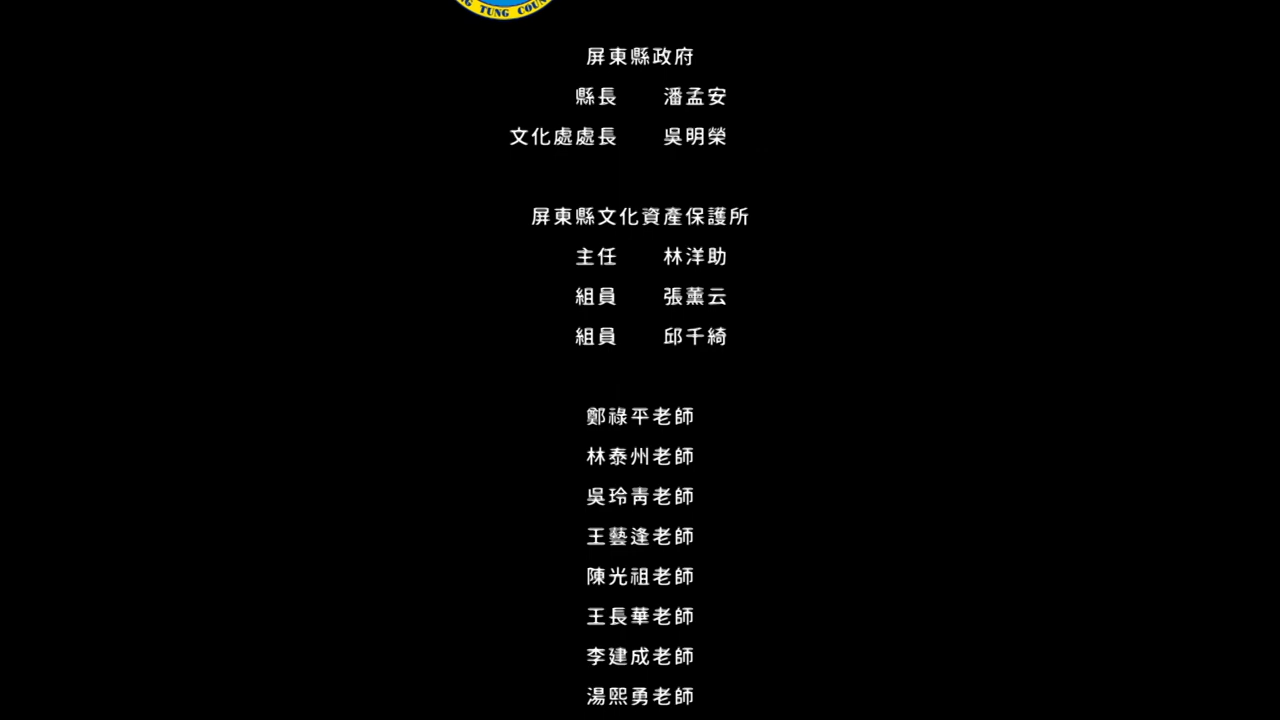 NG TUNG COUN
屏東縣政府
縣長 潘孟安
文化處處長 吳明榮
屏東縣文化資產保護所
主任 林洋助
組員 張薰云
組員 邱千綺
鄭祿平老師
林泰州老師
吳玲青老師
王藝逢老師
陳光祖老師
王長華老師
李建成老師
湯熙勇老師